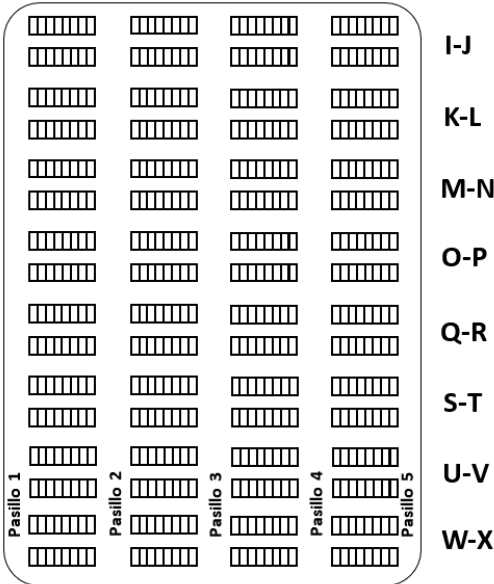 I-J
K-L
M-N
O-P
Q-R
S-T
U-V
W-X
Pasillo 1
Pasillo 2
Pasillo 3
Pasillo 4
Pasillo 5